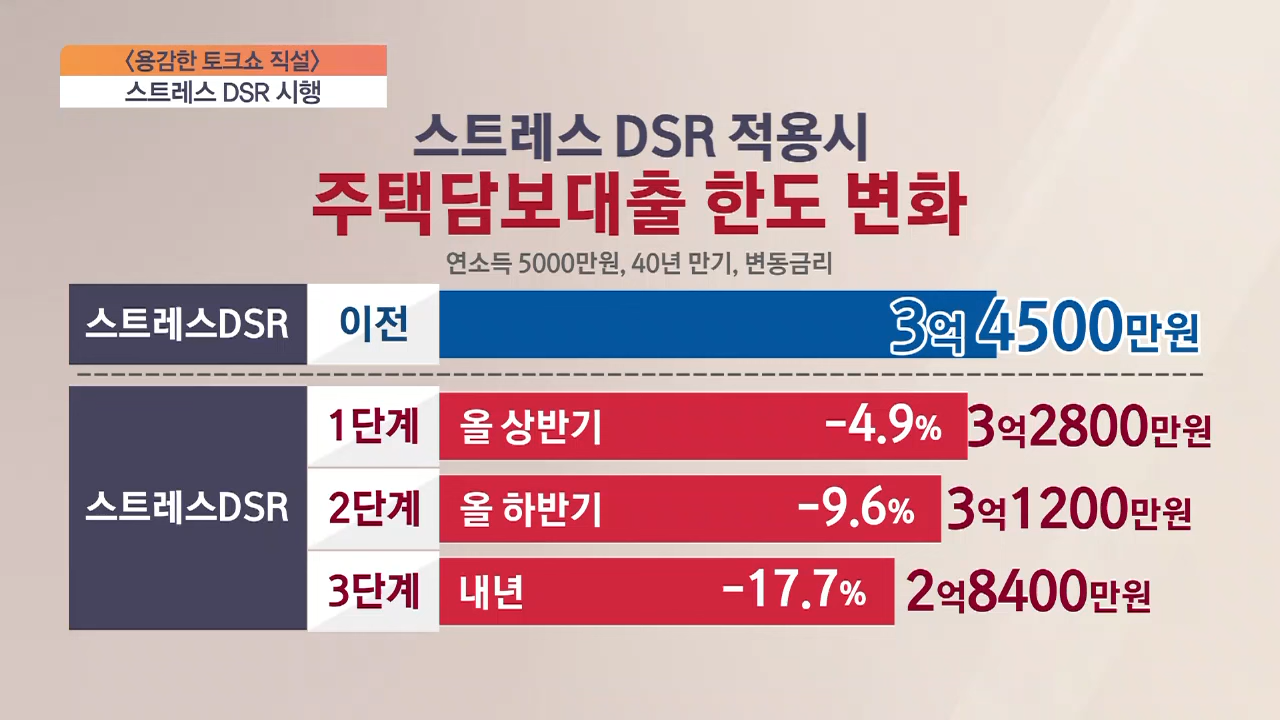 〈용감한 토크쇼 직설〉
스트레스 DSR 시행
스트레스 DSR 적용시
주택담보대출 한도 변화
연소득 5000만원, 40년 만기, 변동금리
스트레스DSR 이전 3억 4500만원
1단계 올 상반기 -4.9% 3억2800만원
스트레스DSR 2단계 올 하반기 -9.6% 3억1200만원
3단계 내년 -17.7% 2억8400만원